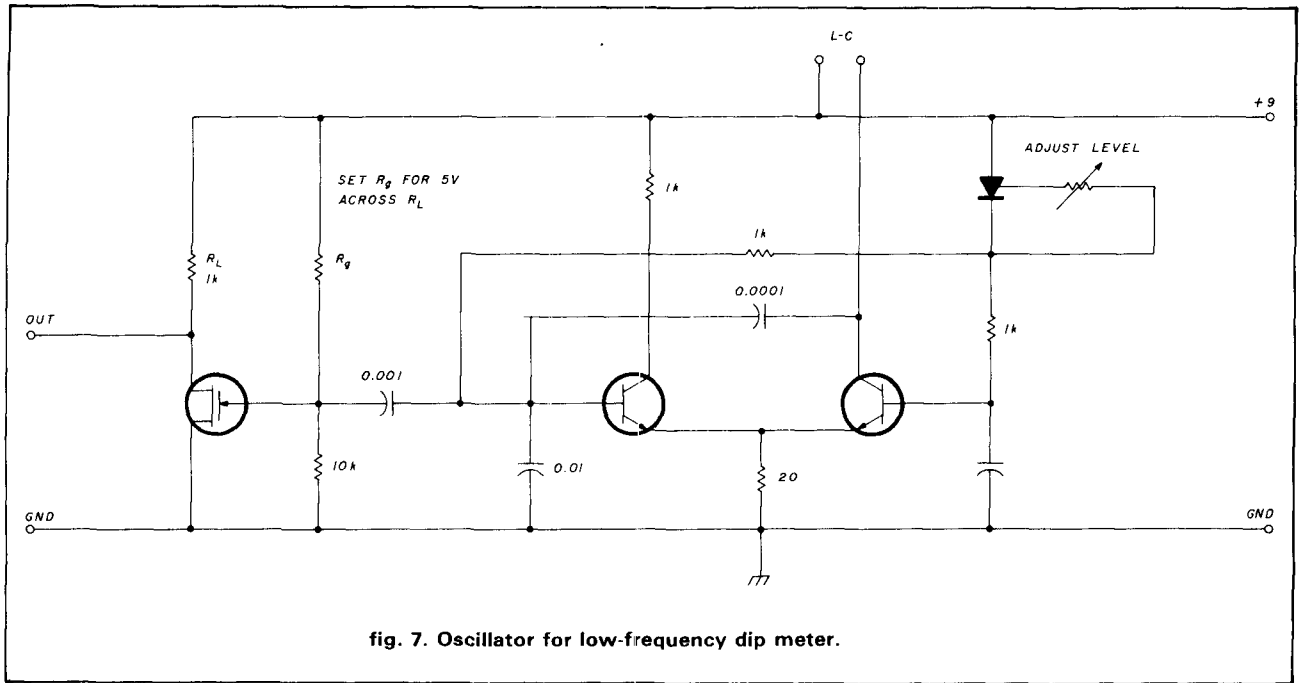 L-C
+9
ADJUST LEVEL
SET Rg FOR 5V
ACROSS RL
1k
1k
RL
1k
Rg
0.0001
1k
OUT
0.001
10k
0.01
20
GND
GND
fig. 7. Oscillator for low-frequency dip meter.